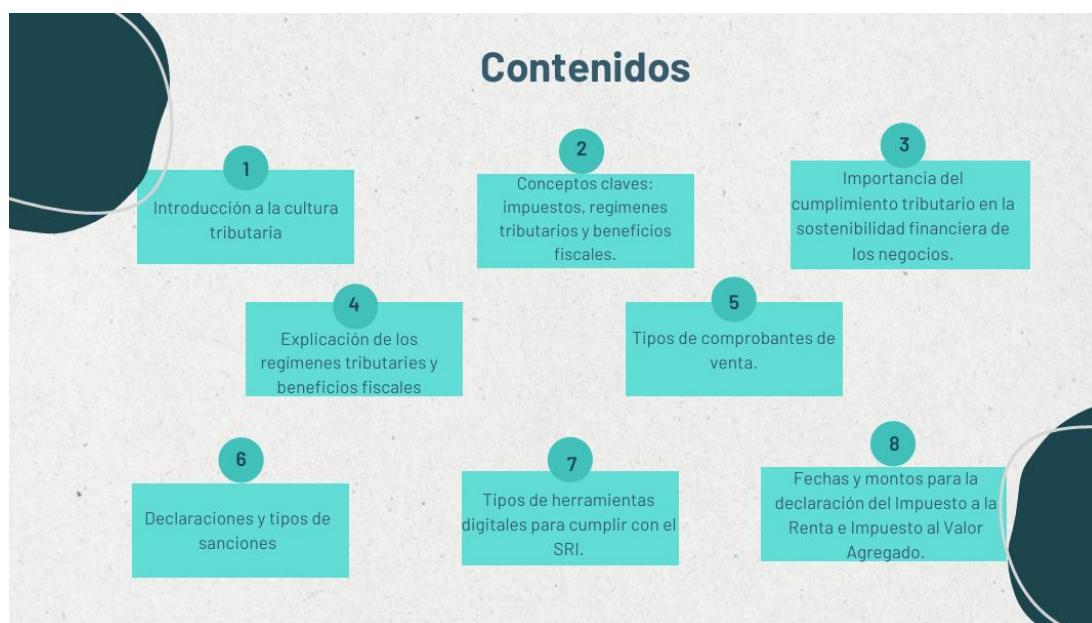 Contenidos
1
Introducción a la cultura
tributaria
2
Conceptos claves:
impuestos, regímenes
tributarios y beneficios
fiscales.
3
Importancia del
cumplimiento tributario en la
sostenibilidad financiera de
los negocios.
4
Explicación de los
regímenes tributaries y
beneficios fiscales
5
Tipos de comprobantes de
venta.
6
Declaraciones y tipos de
sanciones
7
Tipos de herramientas
digitales para cumplir con el
SRI.
8
Fechas y montos para la
declaración del Impuesto a la
Renta e Impuesto al Valor
Agregado.